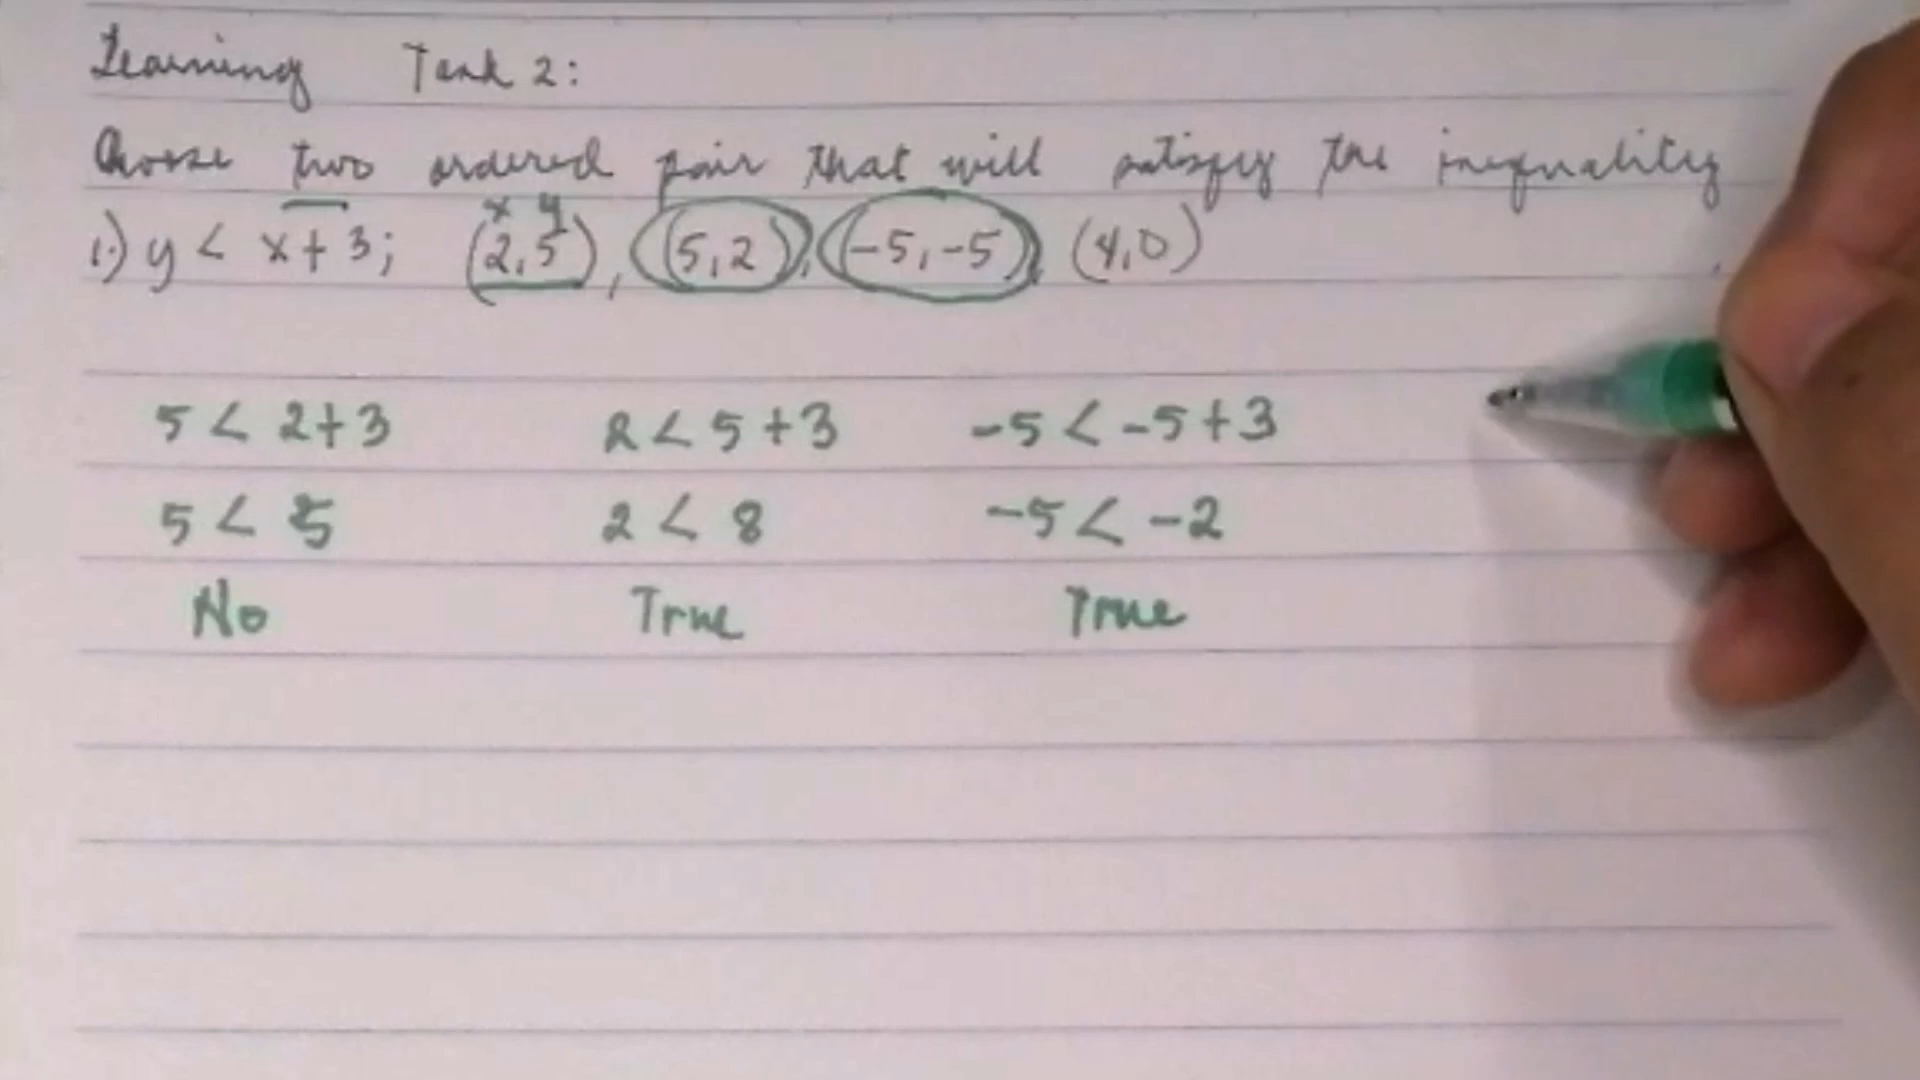 Learning Task 2:
Choose two ordered pair that will satisfy the inequality
x y
1.) y < x + 3; (2,5), (5,2), (-5,-5), (4,0)
5 < 2+3 2 < 5+3 -5 < -5+3
5 < 5 2 < 8 -5 < -2
No True True